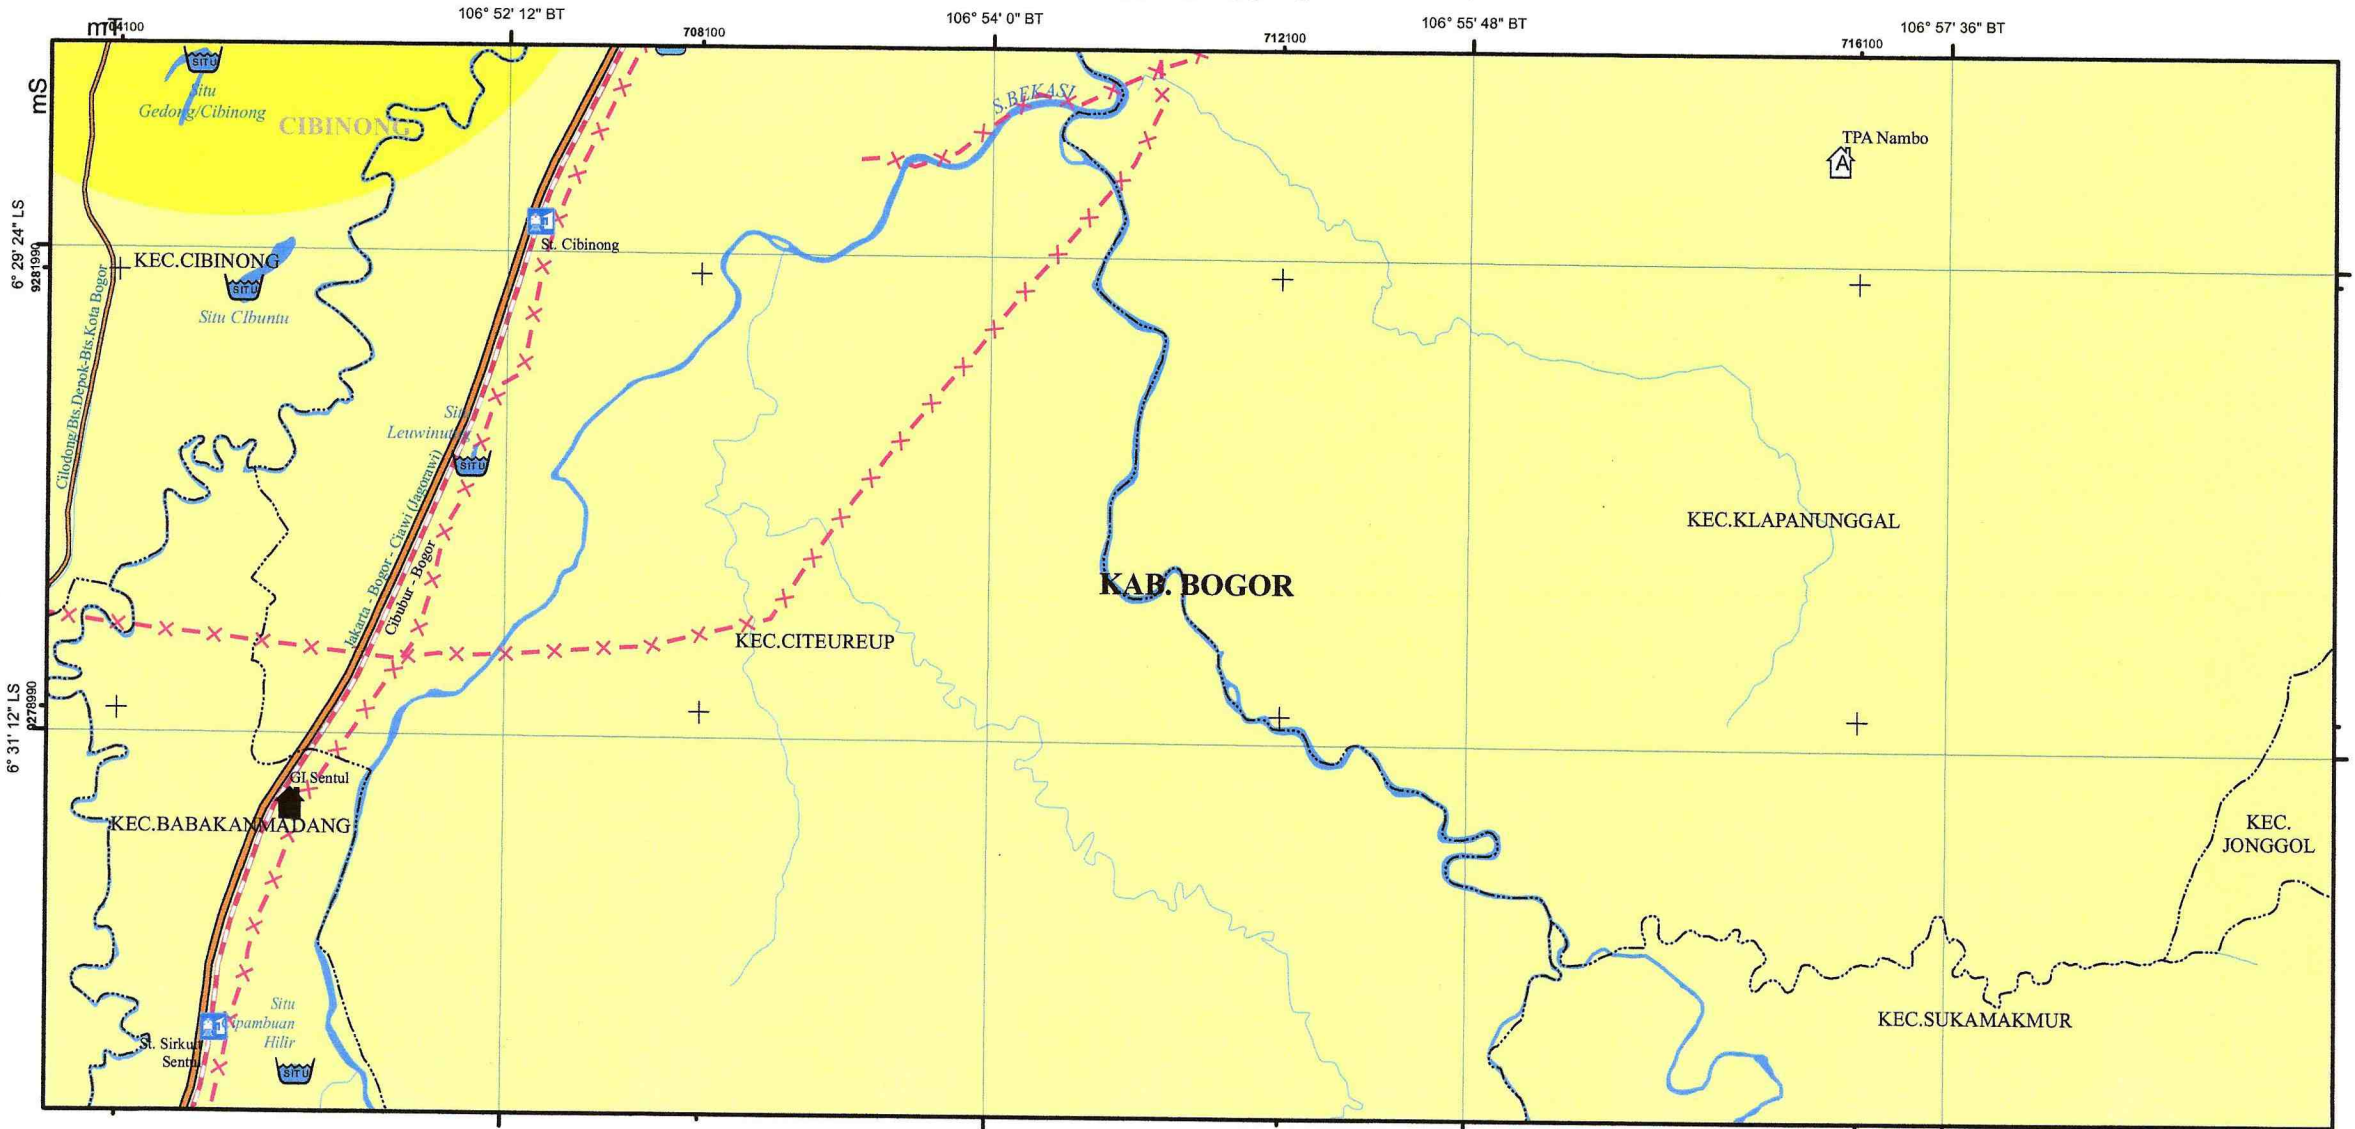 106° 52' 12" BT
106° 54' 0" BT
106° 55' 48" BT
106° 57' 36" BT
mT
704100
708100
712100
716100
mS
SITU
Situ
Gedong/Cibinong
CIBINONG
S.BEKASI
TPA Nambo
A
St. Cibinong
6° 29' 24" LS
9281990
KEC.CIBINONG
SITU
Situ CIbuntu
Cilodong/Bts.Depok-Bts.Kota Bogor
Situ
Leuwinutug
SITU
Jakarta - Bogor - Ciawi (Jagorawi)
Cibubur - Bogor
KEC.KLAPANUNGGAL
KAB. BOGOR
KEC.CITEUREUP
6° 31' 12" LS
9278990
GI Sentul
KEC.BABAKANMADANG
KEC.
JONGGOL
Situ
Cipambuan
Hilir
SITU
St. Sirkuit
Sentul
KEC.SUKAMAKMUR